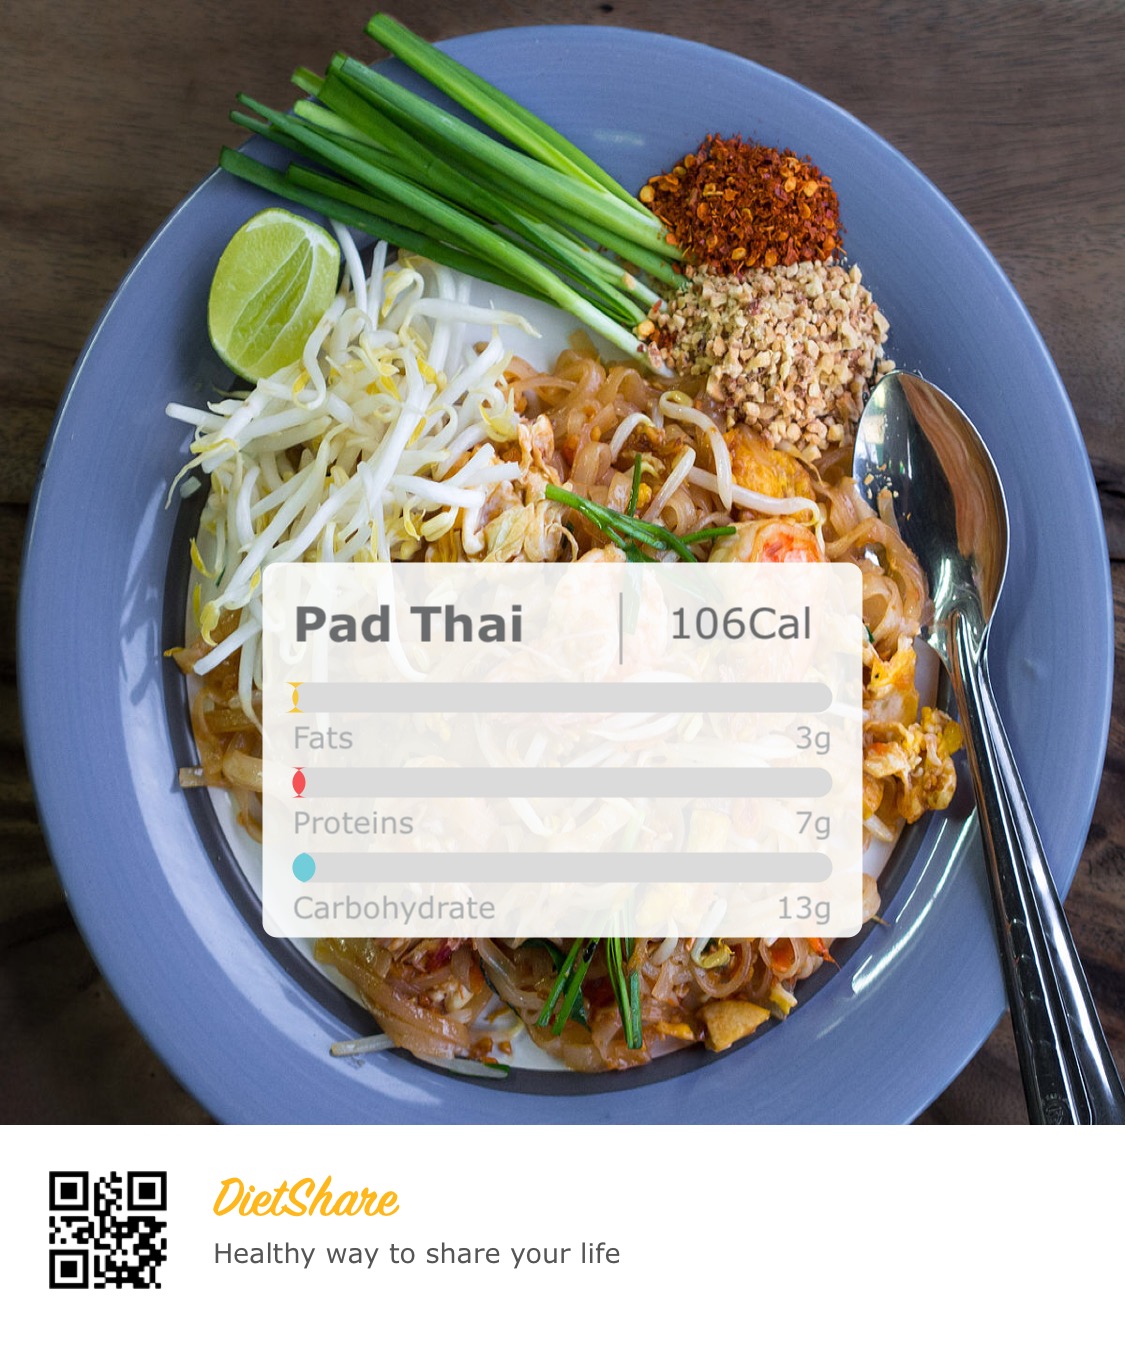 Pad Thai | 106Cal
Fats 3g
Proteins 7g
Carbohydrate 13g
DietShare
Healthy way to share your life